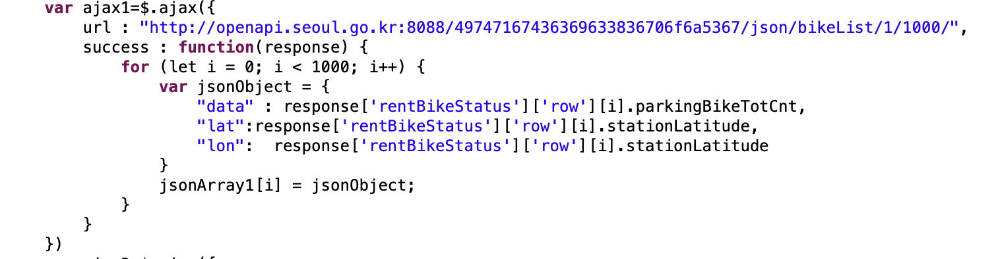 var ajax1=$.ajax({
url : "http://openapi.seoul.go.kr:8088/49747167436369633836706f6a5367/json/bikeList/1/1000/",
success : function(response) {
for (let i = 0; i < 1000; i++) {
var jsonObject = {
"data" : response['rentBikeStatus']['row'][i].parkingBikeTotCnt,
"lat":response['rentBikeStatus']['row'][i].stationLatitude,
"lon":  response['rentBikeStatus']['row'][i].stationLatitude
}
jsonArray1[i] = jsonObject;
}
}
})